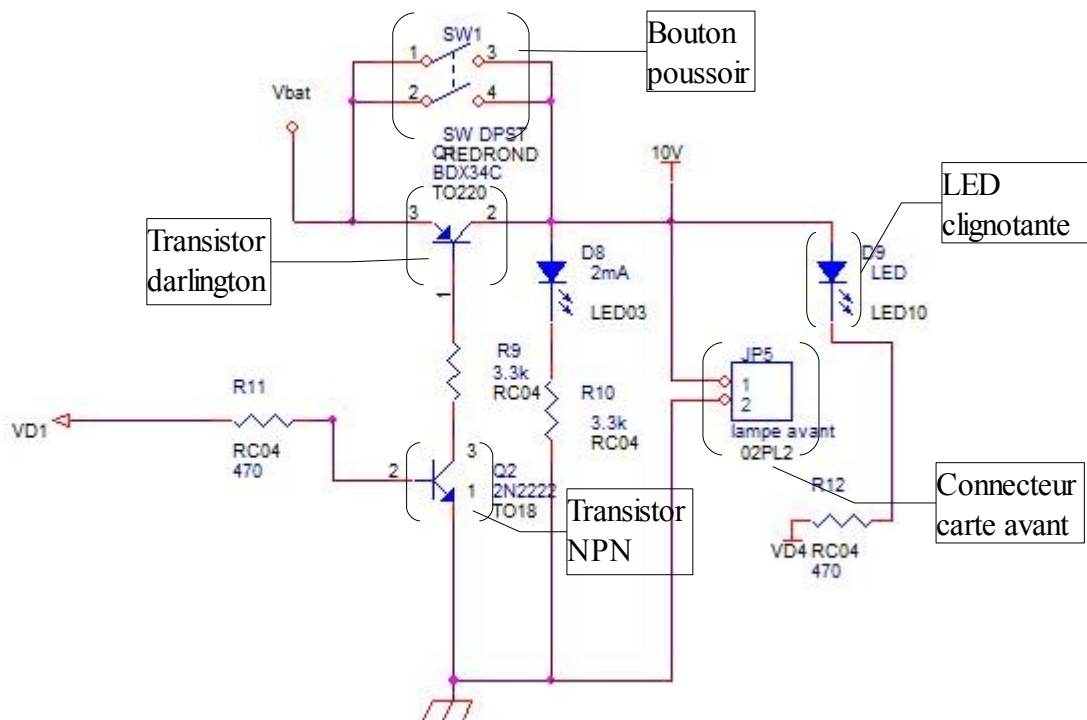 SW1
1
3
2
4
Bouton
poussoir
Vbat
SW DPST
REDROND
BDX34C
TO220
10V
LED
clignotante
3
2
Transistor
darlington
1
D8
2mA
LED03
D9
LED
LED10
R9
3.3k
RC04
R10
3.3k
RC04
JP5
1
2
lampe avant
02PL2
R11
RC04
470
VD1
2
3
1
Q2
2N2222
TO18
Transistor
NPN
Connecteur
carte avant
R12
VD4
RC04
470